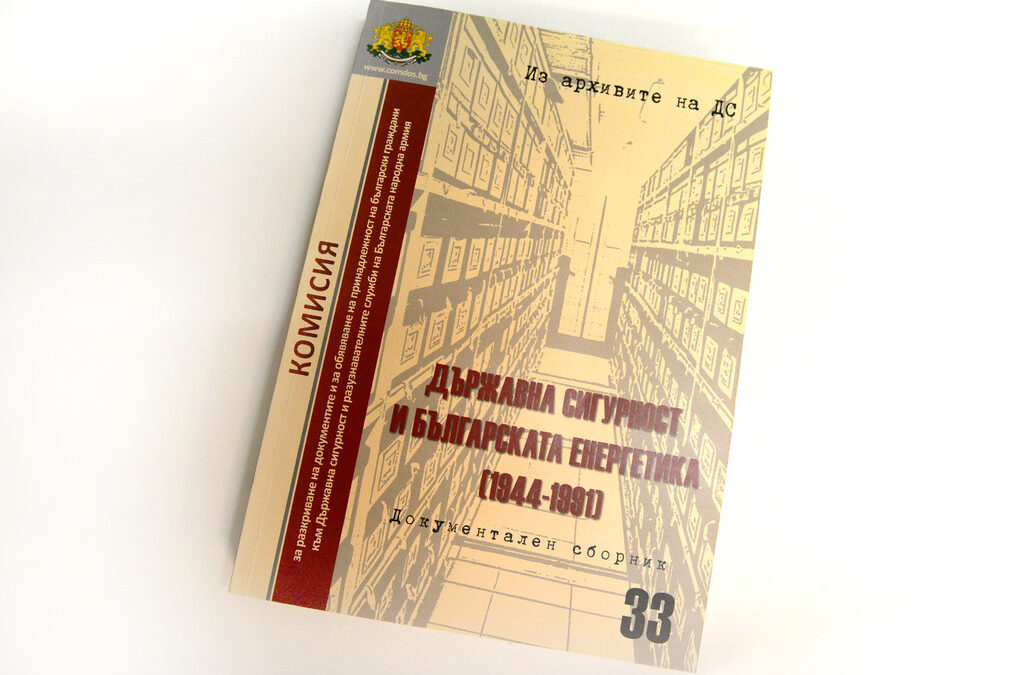 www.comdos.bg
Из архивите на ДС
КОМИСИЯ
за разкриване на документите и за обявяване на принадлежност на български граждани
към Държавна сигурност и разузнавателните служби на Българската народна армия
ДЪРЖАВНА СИГУРНОСТ
И БЪЛГАРСКАТА ЕНЕРГЕТИКА
(1944-1991)
Документален сборник
33